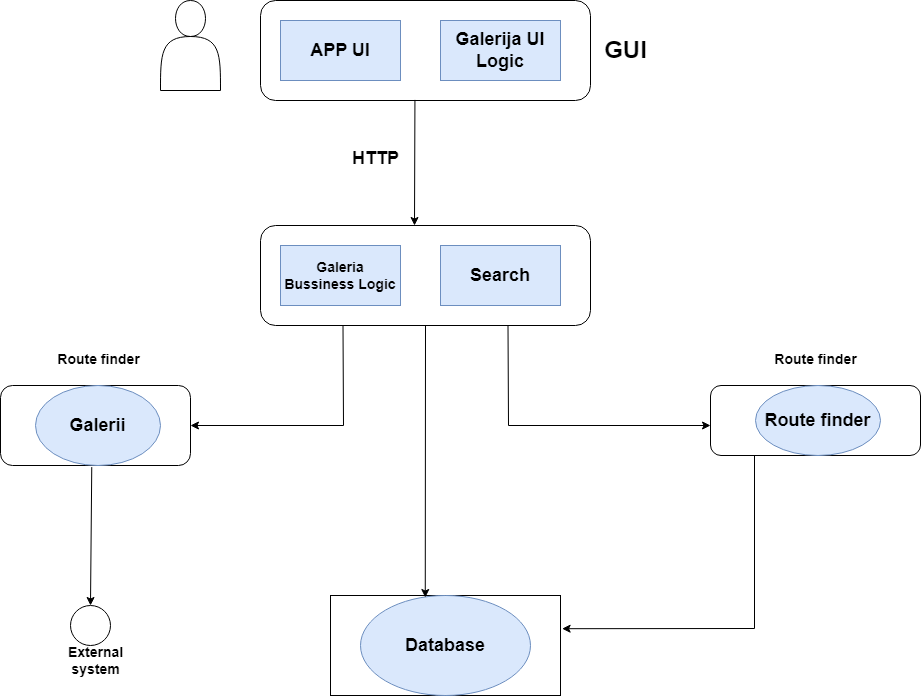 APP UI
Galerija UI
Logic
GUI
HTTP
Galeria
Bussiness Logic
Search
Route finder
Route finder
Galerii
Route finder
External
system
Database